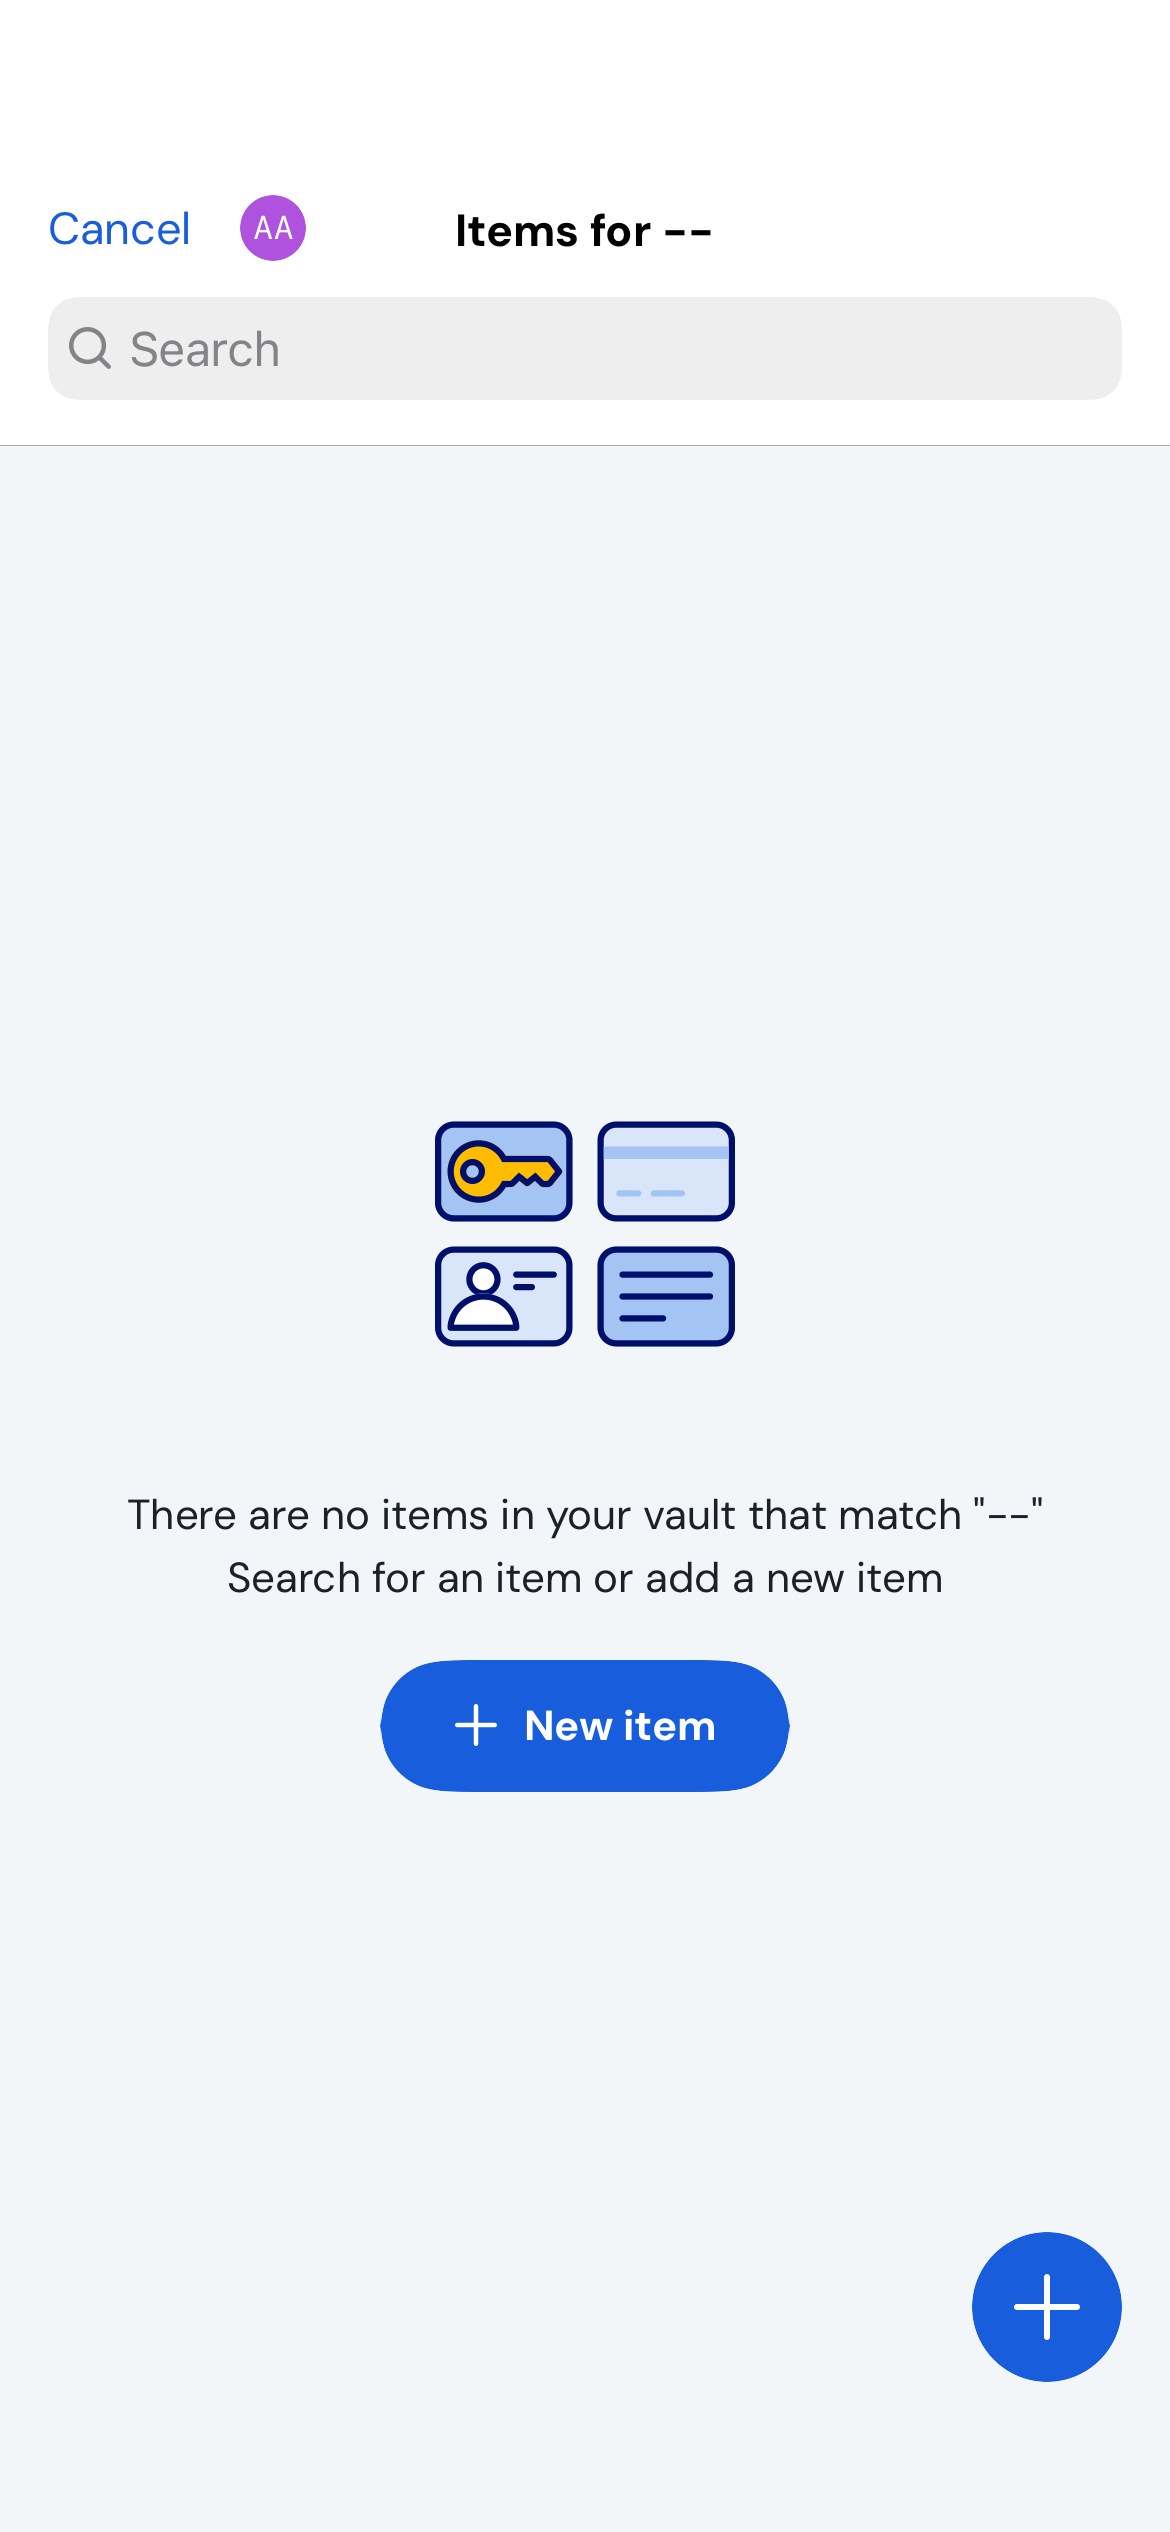 Cancel
AA
Items for --
Search
There are no items in your vault that match "--"
Search for an item or add a new item
New item